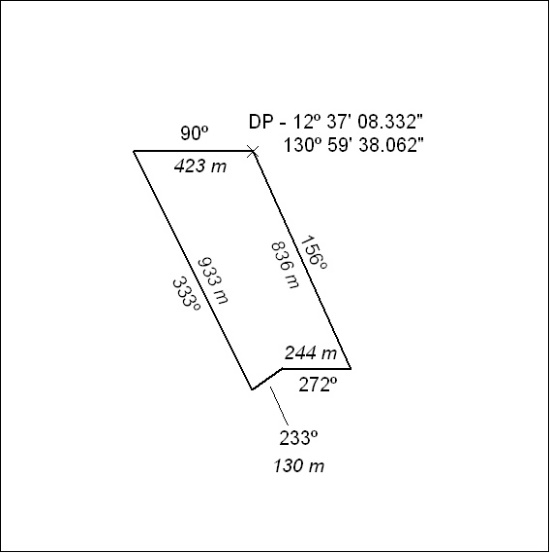 DP - 12º 37' 08.332"
130º 59' 38.062"
90º
423 m
156º
836 m
933 m
333º
244 m
272º
233º
130 m